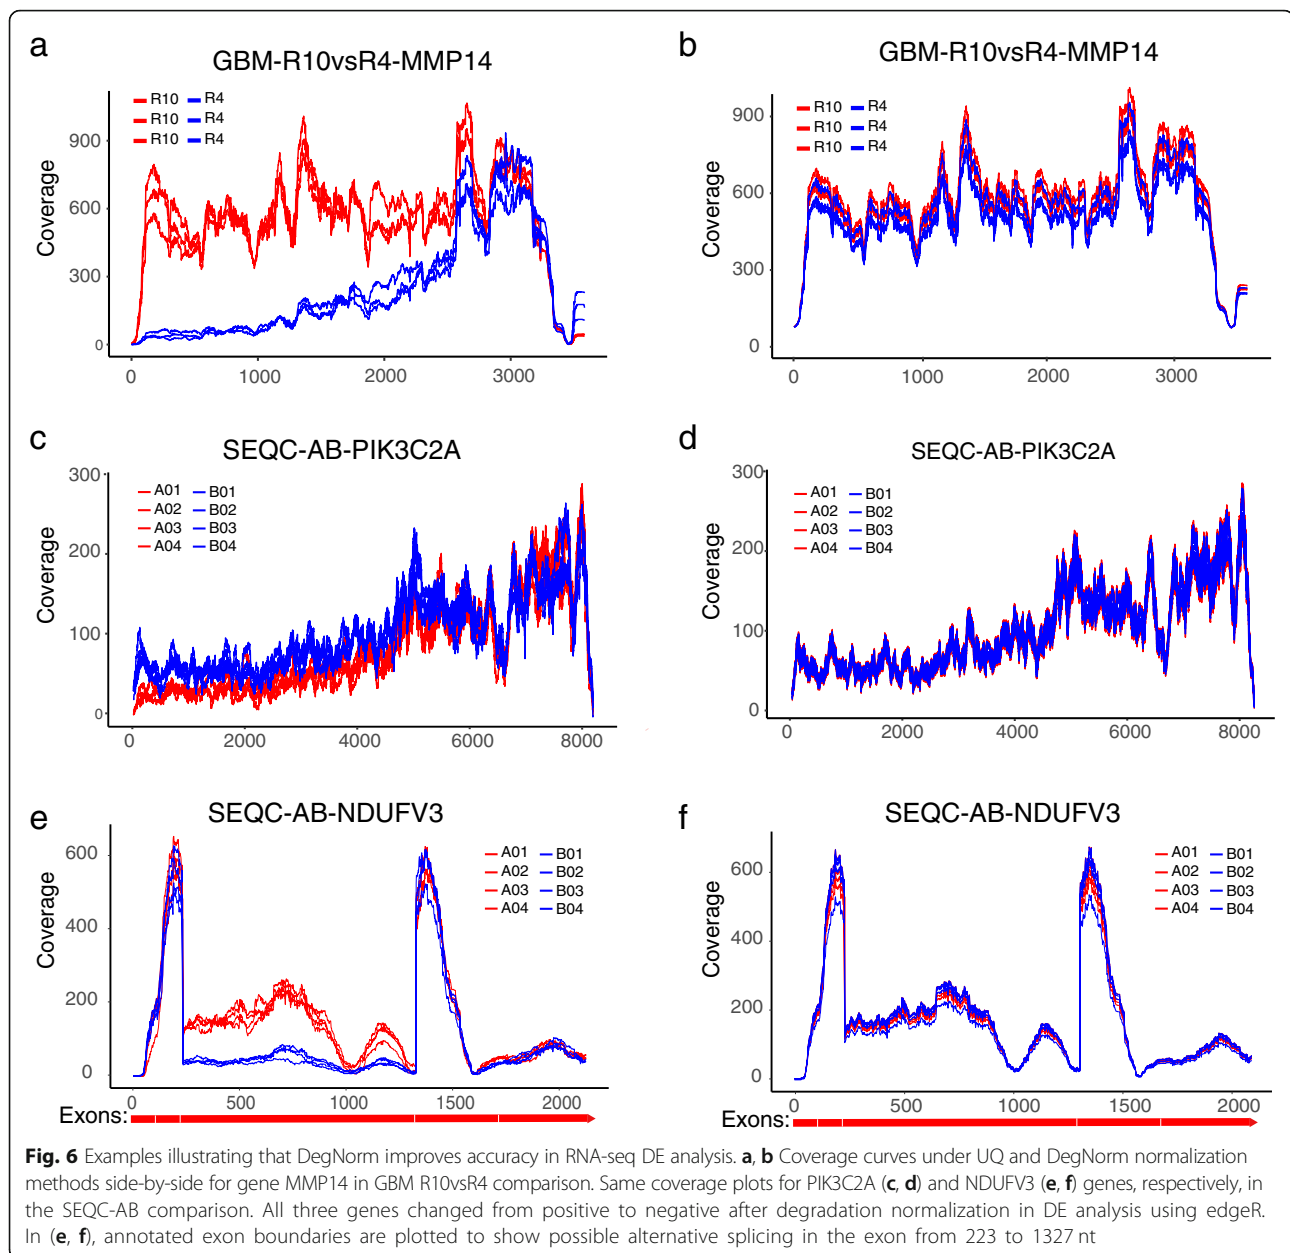 a
GBM-R10vsR4-MMP14
R10 R4
R10 R4
R10 R4
Coverage
900
600
300
0
0 1000 2000 3000
b
GBM-R10vsR4-MMP14
R10 R4
R10 R4
R10 R4
Coverage
900
600
300
0
0 1000 2000 3000
c
SEQC-AB-PIK3C2A
A01 B01
A02 B02
A03 B03
A04 B04
Coverage
300
200
100
0
0 2000 4000 6000 8000
d
SEQC-AB-PIK3C2A
A01 B01
A02 B02
A03 B03
A04 B04
Coverage
300
200
100
0
0 2000 4000 6000 8000
e
SEQC-AB-NDUFV3
A01 B01
A02 B02
A03 B03
A04 B04
Coverage
600
400
200
0
0 500 1000 1500 2000
Exons:
f
SEQC-AB-NDUFV3
A01 B01
A02 B02
A03 B03
A04 B04
Coverage
600
400
200
0
0 500 1000 1500 2000
Exons:
Fig. 6 Examples illustrating that DegNorm improves accuracy in RNA-seq DE analysis. a, b Coverage curves under UQ and DegNorm normalization
methods side-by-side for gene MMP14 in GBM R10vsR4 comparison. Same coverage plots for PIK3C2A (c, d) and NDUFV3 (e, f) genes, respectively, in
the SEQC-AB comparison. All three genes changed from positive to negative after degradation normalization in DE analysis using edgeR.
In (e, f), annotated exon boundaries are plotted to show possible alternative splicing in the exon from 223 to 1327 nt